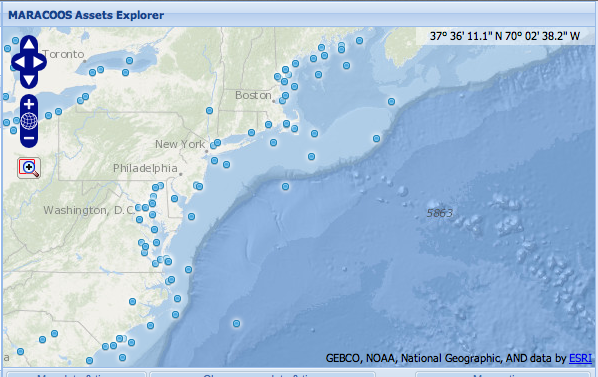 MARACOOS Assets Explorer
37° 36' 11.1" N 70° 02' 38.2" W
Toronto
Boston
New York
Philadelphia
Washington, D.C.
5863
GEBCO, NOAA, National Geographic, AND data by ESRI